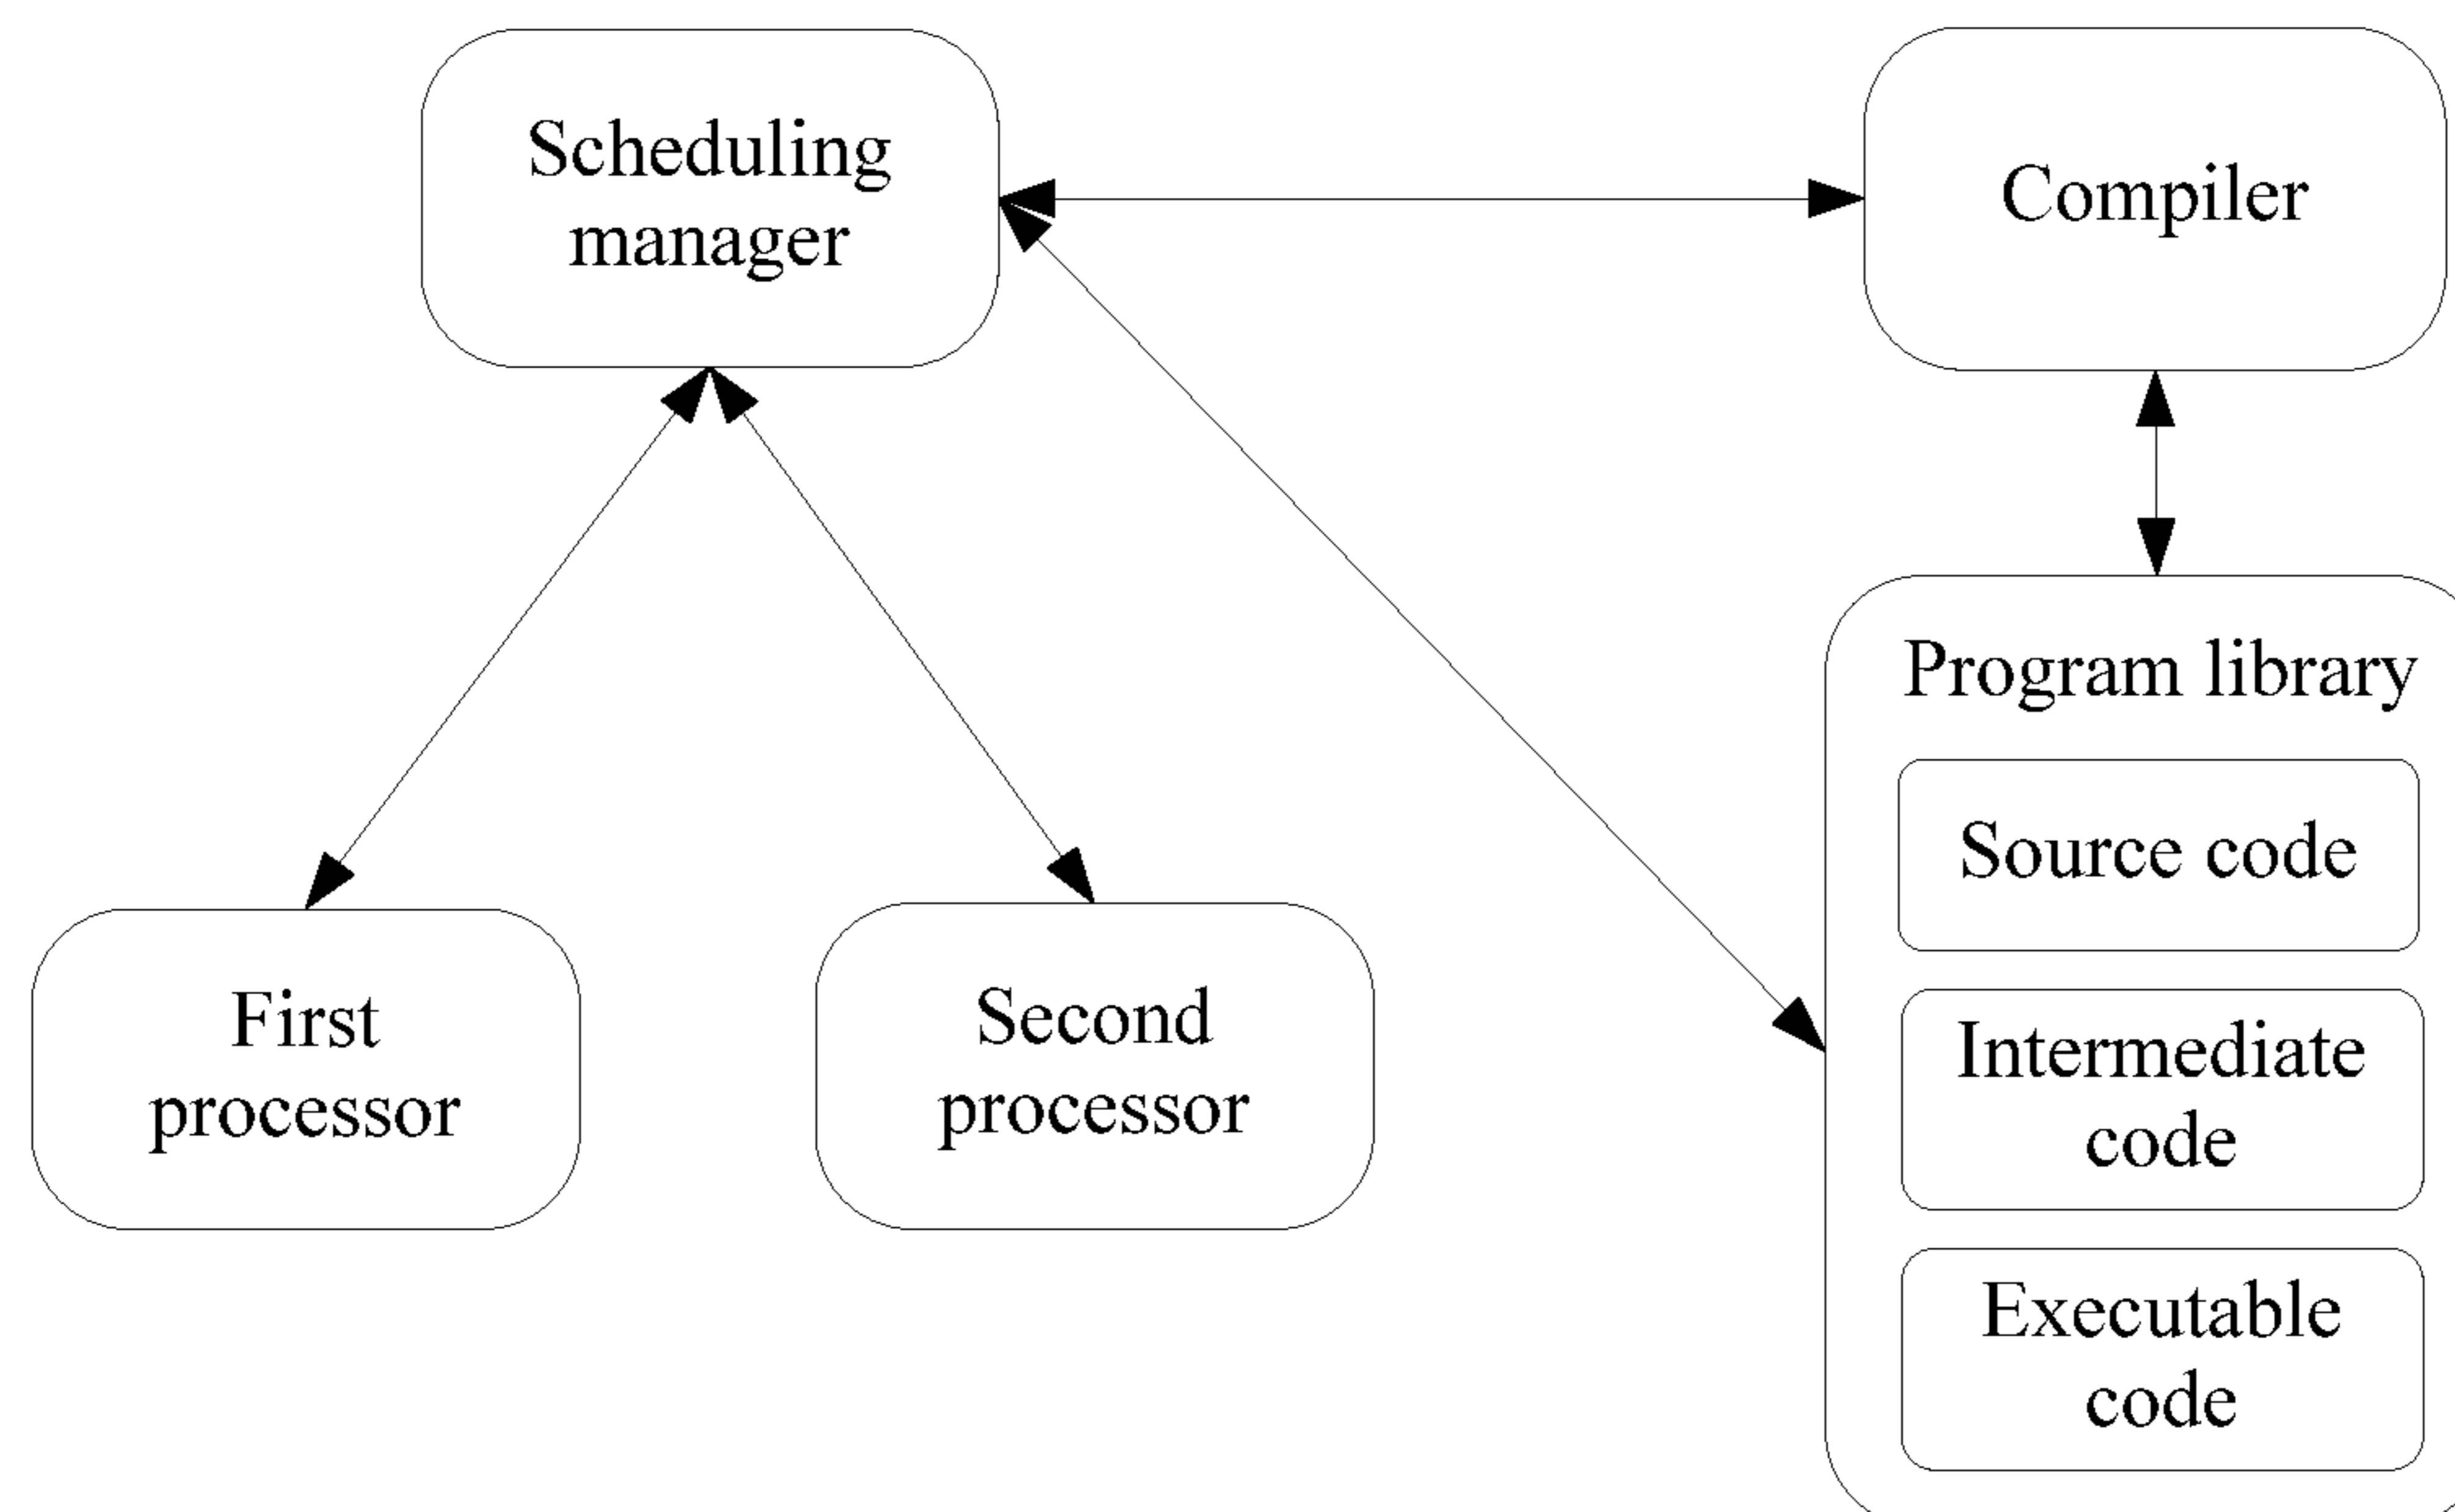 Scheduling
manager
Compiler
Program library
Source code
Intermediate
code
Executable
code
First
processor
Second
processor